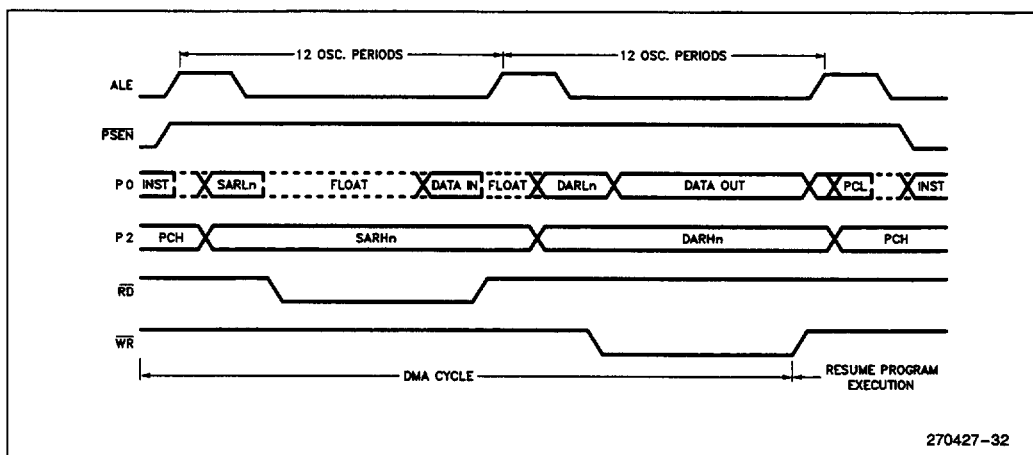 12 OSC. PERIODS 12 OSC. PERIODS
ALE
PSEN
P0 INST SARLn FLOAT DATA IN FLOAT DARLn DATA OUT PCL INST
P2 PCH SARHn DARHn PCH
RD
WR
DMA CYCLE RESUME PROGRAM
EXECUTION
270427-32